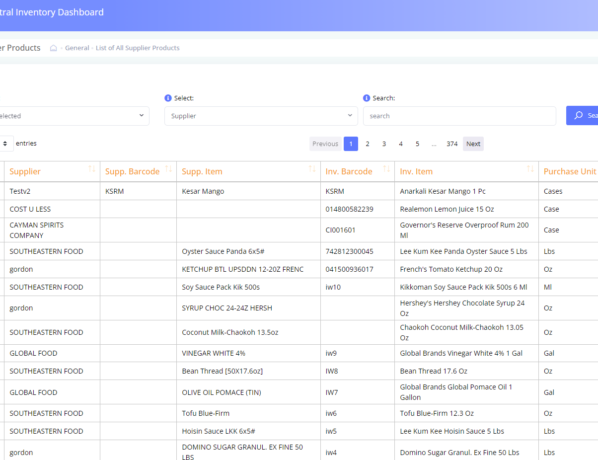 tral Inventory Dashboard
er Products General - List of All Supplier Products
Select: Search:
elected Supplier search Sea
entries Previous 1 2 3 4 5 ... 374 Next
Supplier Supp. Barcode Supp. Item Inv. Barcode Inv. Item Purchase Unit
Testv2 KSRM Kesar Mango KSRM Anarkali Kesar Mango 1 Pc Cases
COST U LESS 014800582239 Realemon Lemon Juice 15 Oz Case
CAYMAN SPIRITS COMPANY CI001601 Governor's Reserve Overproof Rum 200 Ml Case
SOUTHEASTERN FOOD Oyster Sauce Panda 6x5# 742812300045 Lee Kum Kee Panda Oyster Sauce 5 Lbs Lbs
gordon KETCHUP BTL UPSDDN 12-20Z FRENC 041500936017 French's Tomato Ketchup 20 Oz Oz
SOUTHEASTERN FOOD Soy Sauce Pack Kik 500s iw10 Kikkoman Soy Sauce Pack Kik 500s 6 Ml Ml
gordon SYRUP CHOC 24-24Z HERSH Hershey's Hershey Chocolate Syrup 24 Oz Oz
SOUTHEASTERN FOOD Coconut Milk-Chaokoh 13.5oz Chaokoh Coconut Milk-Chaokoh 13.05 Oz Oz
GLOBAL FOOD VINEGAR WHITE 4% iw9 Global Brands Vinegar White 4% 1 Gal Gal
SOUTHEASTERN FOOD Bean Thread [50X17.6oz] IW8 Bean Thread 17.6 Oz Oz
GLOBAL FOOD OLIVE OIL POMACE (TIN) IW7 Global Brands Global Pomace Oil 1 Gallon Gal
SOUTHEASTERN FOOD Tofu Blue-Firm iw6 Tofu Blue-Firm 12.3 Oz Oz
SOUTHEASTERN FOOD Hoisin Sauce LKK 6x5# iw5 Lee Kum Kee Hoisin Sauce 5 Lbs Lbs
gordon DOMINO SUGAR GRANUL. EX FINE 50 LBS iw4 Domino Sugar Granul. Ex Fine 50 Lbs Lbs